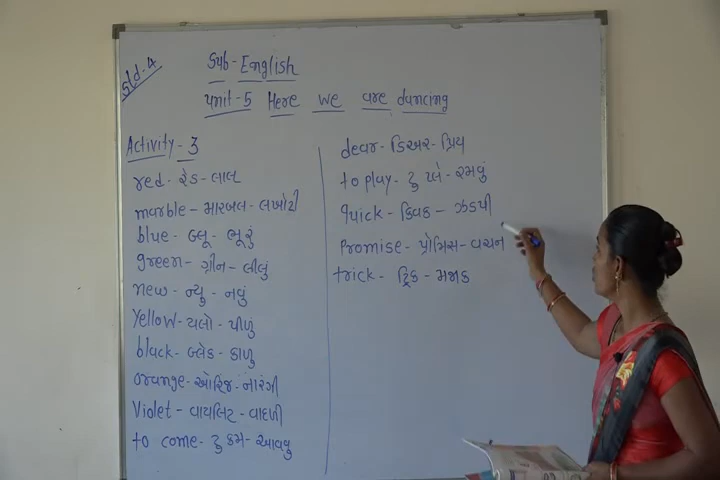 Std. 4
Sub - English
Unit - 5 Here we are dancing
Activity - 3
red - રેડ - લાલ
marble - મારબલ - લખોટી
blue - બ્લૂ - ભૂરુ
green - ગ્રીન - લીલું
new - ન્યુ - નવું
Yellow - યલો - પીળું
black - બ્લેક - કાળુ
orange - ઓરિંજ - નારંગી
Violet - વાયલિટ - વાદળી
to come - ટુ કમ - આવવુ
dear - ડિઅર - પ્રિય
to play - ટુ પ્લે - રમવું
quick - ક્વિક - ઝડપી
Promise - પ્રોમિસ - વચન
trick - ટ્રિક - મજાક